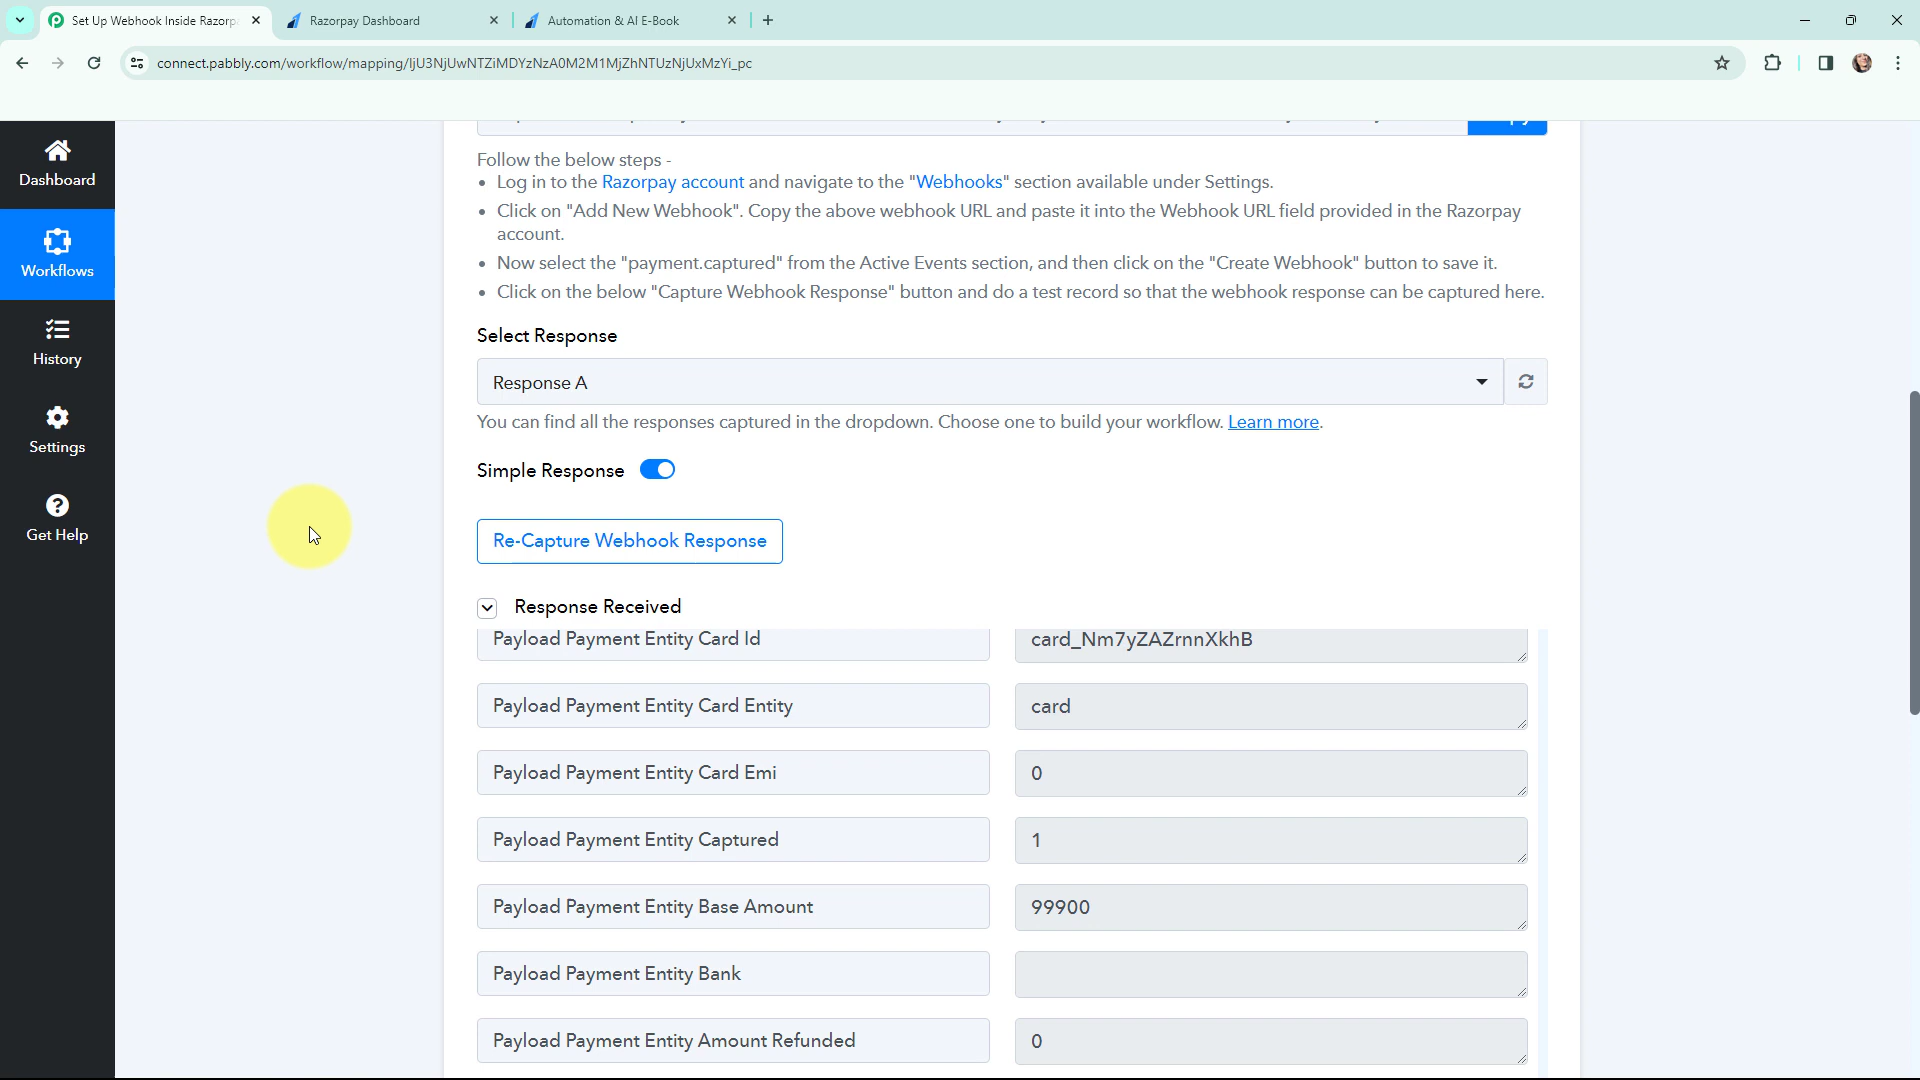 Set Up Webhook Inside Razorp
Razorpay Dashboard
Automation & AI E-Book
connect.pabbly.com/workflow/mapping/IjU3NjUwNTZiMDYzNzA0M2M1MjZhNTUzNjUxMzYi_pc
Dashboard
Workflows
History
Settings
Get Help
Follow the below steps -
• Log in to the Razorpay account and navigate to the "Webhooks" section available under Settings.
• Click on "Add New Webhook". Copy the above webhook URL and paste it into the Webhook URL field provided in the Razorpay
account.
• Now select the "payment.captured" from the Active Events section, and then click on the "Create Webhook" button to save it.
• Click on the below "Capture Webhook Response" button and do a test record so that the webhook response can be captured here.
Select Response
Response A
You can find all the responses captured in the dropdown. Choose one to build your workflow. Learn more.
Simple Response
Re-Capture Webhook Response
Response Received
Payload Payment Entity Card Id
card_Nm7yZAZrnnXkhB
Payload Payment Entity Card Entity
card
Payload Payment Entity Card Emi
0
Payload Payment Entity Captured
1
Payload Payment Entity Base Amount
99900
Payload Payment Entity Bank
Payload Payment Entity Amount Refunded
0